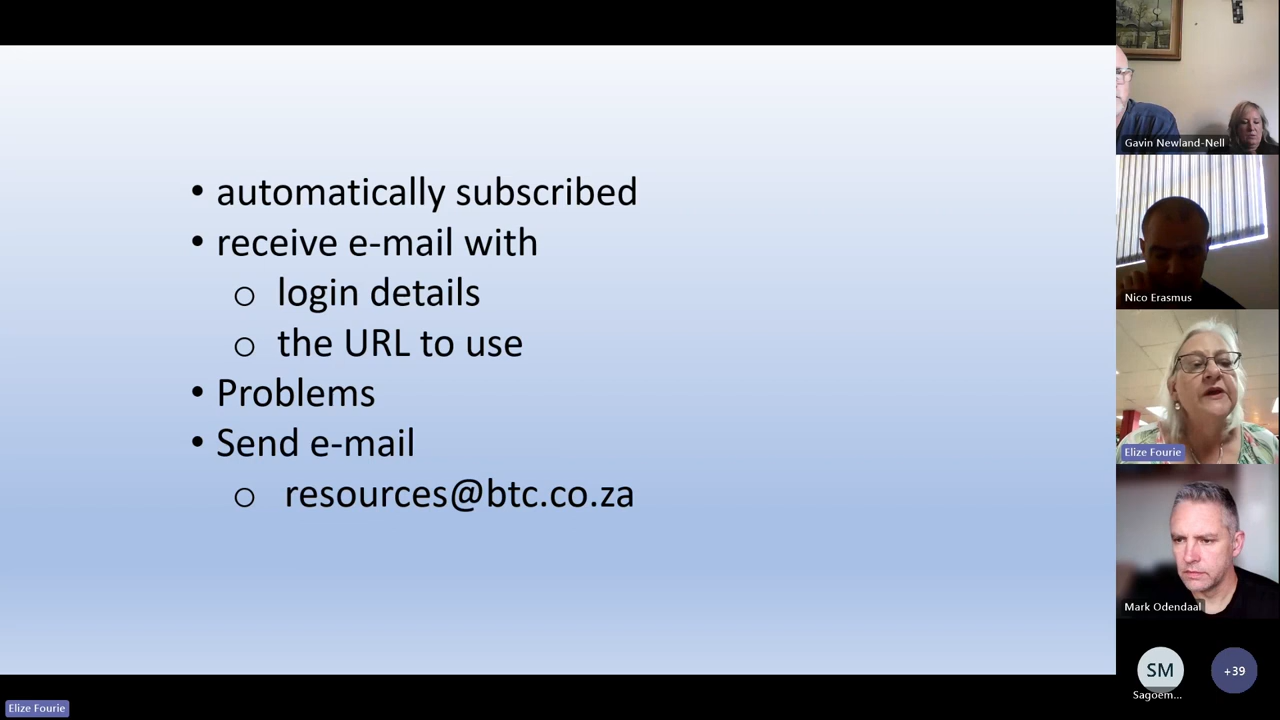 • automatically subscribed
• receive e-mail with
o login details
o the URL to use
• Problems
• Send e-mail
o resources@btc.co.za
Gavin Newland-Nell
Nico Erasmus
Elize Fourie
Mark Odendaal
SM
Sagoem...
+39
Elize Fourie